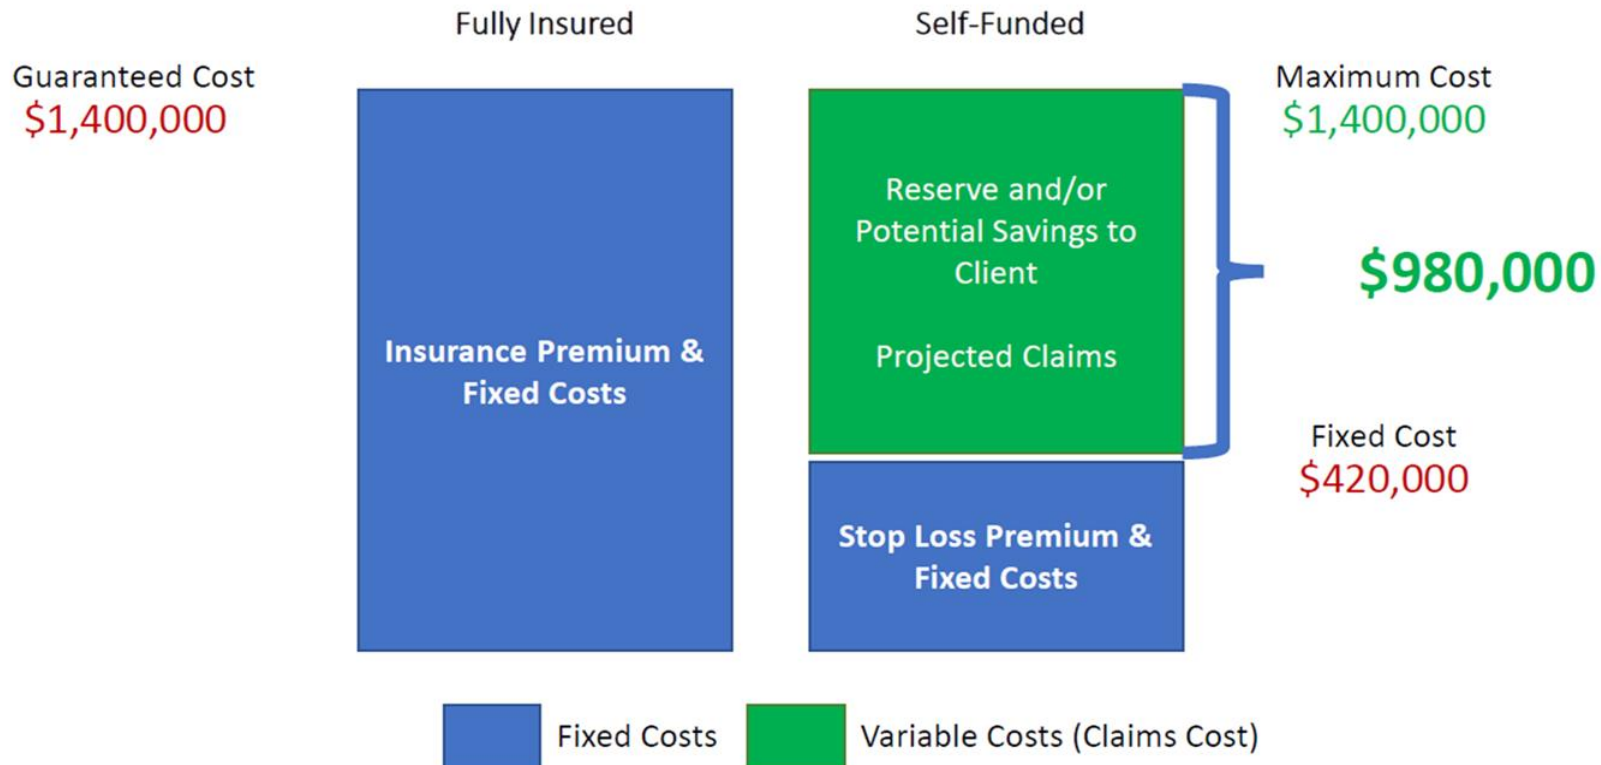 Fully Insured
Self-Funded
Guaranteed Cost
$1,400,000
Insurance Premium &
Fixed Costs
Reserve and/or
Potential Savings to
Client
Projected Claims
Stop Loss Premium &
Fixed Costs
Maximum Cost
$1,400,000
$980,000
Fixed Cost
$420,000
Fixed Costs
Variable Costs (Claims Cost)